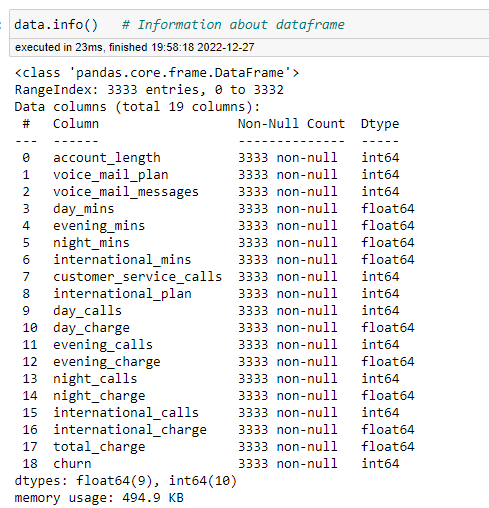 data.info()   # Information about dataframe
executed in 23ms, finished 19:58:18 2022-12-27
<class 'pandas.core.frame.DataFrame'>
RangeIndex: 3333 entries, 0 to 3332
Data columns (total 19 columns):
 #   Column                  Non-Null Count  Dtype
---  ------                  --------------  -----
 0   account_length          3333 non-null   int64
 1   voice_mail_plan         3333 non-null   int64
 2   voice_mail_messages     3333 non-null   int64
 3   day_mins                3333 non-null   float64
 4   evening_mins            3333 non-null   float64
 5   night_mins              3333 non-null   float64
 6   international_mins      3333 non-null   float64
 7   customer_service_calls  3333 non-null   int64
 8   international_plan      3333 non-null   int64
 9   day_calls               3333 non-null   int64
 10  day_charge              3333 non-null   float64
 11  evening_calls           3333 non-null   int64
 12  evening_charge          3333 non-null   float64
 13  night_calls             3333 non-null   int64
 14  night_charge            3333 non-null   float64
 15  international_calls     3333 non-null   int64
 16  international_charge    3333 non-null   float64
 17  total_charge            3333 non-null   float64
 18  churn                   3333 non-null   int64
dtypes: float64(9), int64(10)
memory usage: 494.9 KB